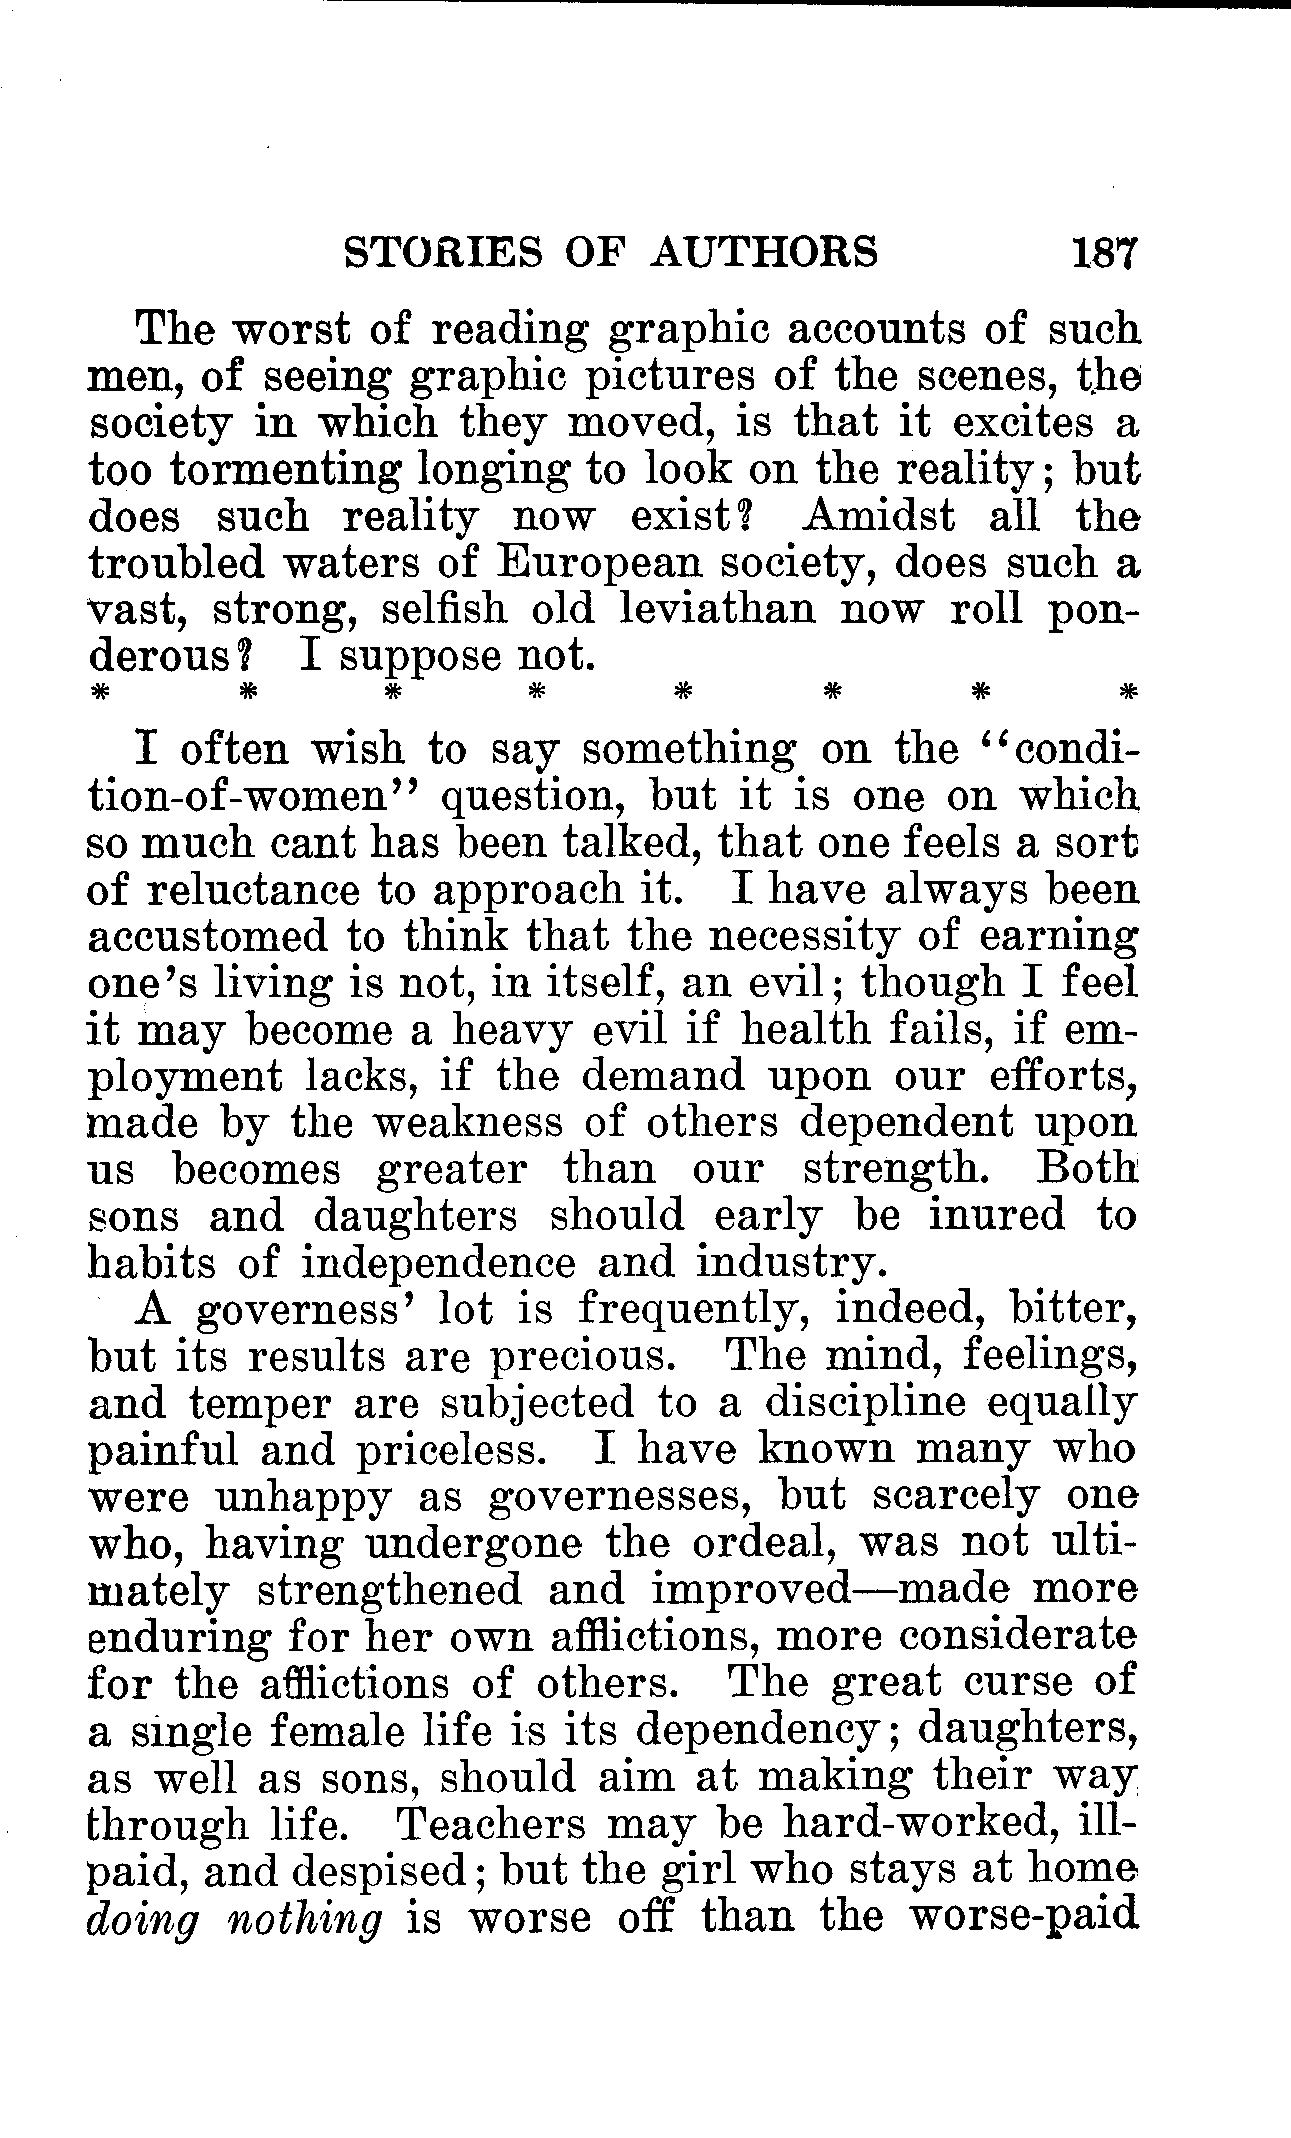 STORIES OF AUTHORS 187
The worst of reading graphic accounts of such
men, of seeing graphic pictures of the scenes, the
society in which they moved, is that it excites a
too tormenting longing to look on the reality; but
does such reality now exist? Amidst all the
troubled waters of European society, does such a
vast, strong, selfish old leviathan now roll pon-
derous? I suppose not.
* * * * * * * *
I often wish to say something on the "condi-
tion-of-women" question, but it is one on which
so much cant has been talked, that one feels a sort
of reluctance to approach it. I have always been
accustomed to think that the necessity of earning
one's living is not, in itself, an evil; though I feel
it may become a heavy evil if health fails, if em-
ployment lacks, if the demand upon our efforts,
made by the weakness of others dependent upon
us becomes greater than our strength. Both
sons and daughters should early be inured to
habits of independence and industry.
A governess' lot is frequently, indeed, bitter,
but its results are precious. The mind, feelings,
and temper are subjected to a discipline equally
painful and priceless. I have known many who
were unhappy as governesses, but scarcely one
who, having undergone the ordeal, was not ulti-
mately strengthened and improved—made more
enduring for her own afflictions, more considerate
for the afflictions of others. The great curse of
a single female life is its dependency; daughters,
as well as sons, should aim at making their way
through life. Teachers may be hard-worked, ill-
paid, and despised; but the girl who stays at home
doing nothing is worse off than the worse-paid